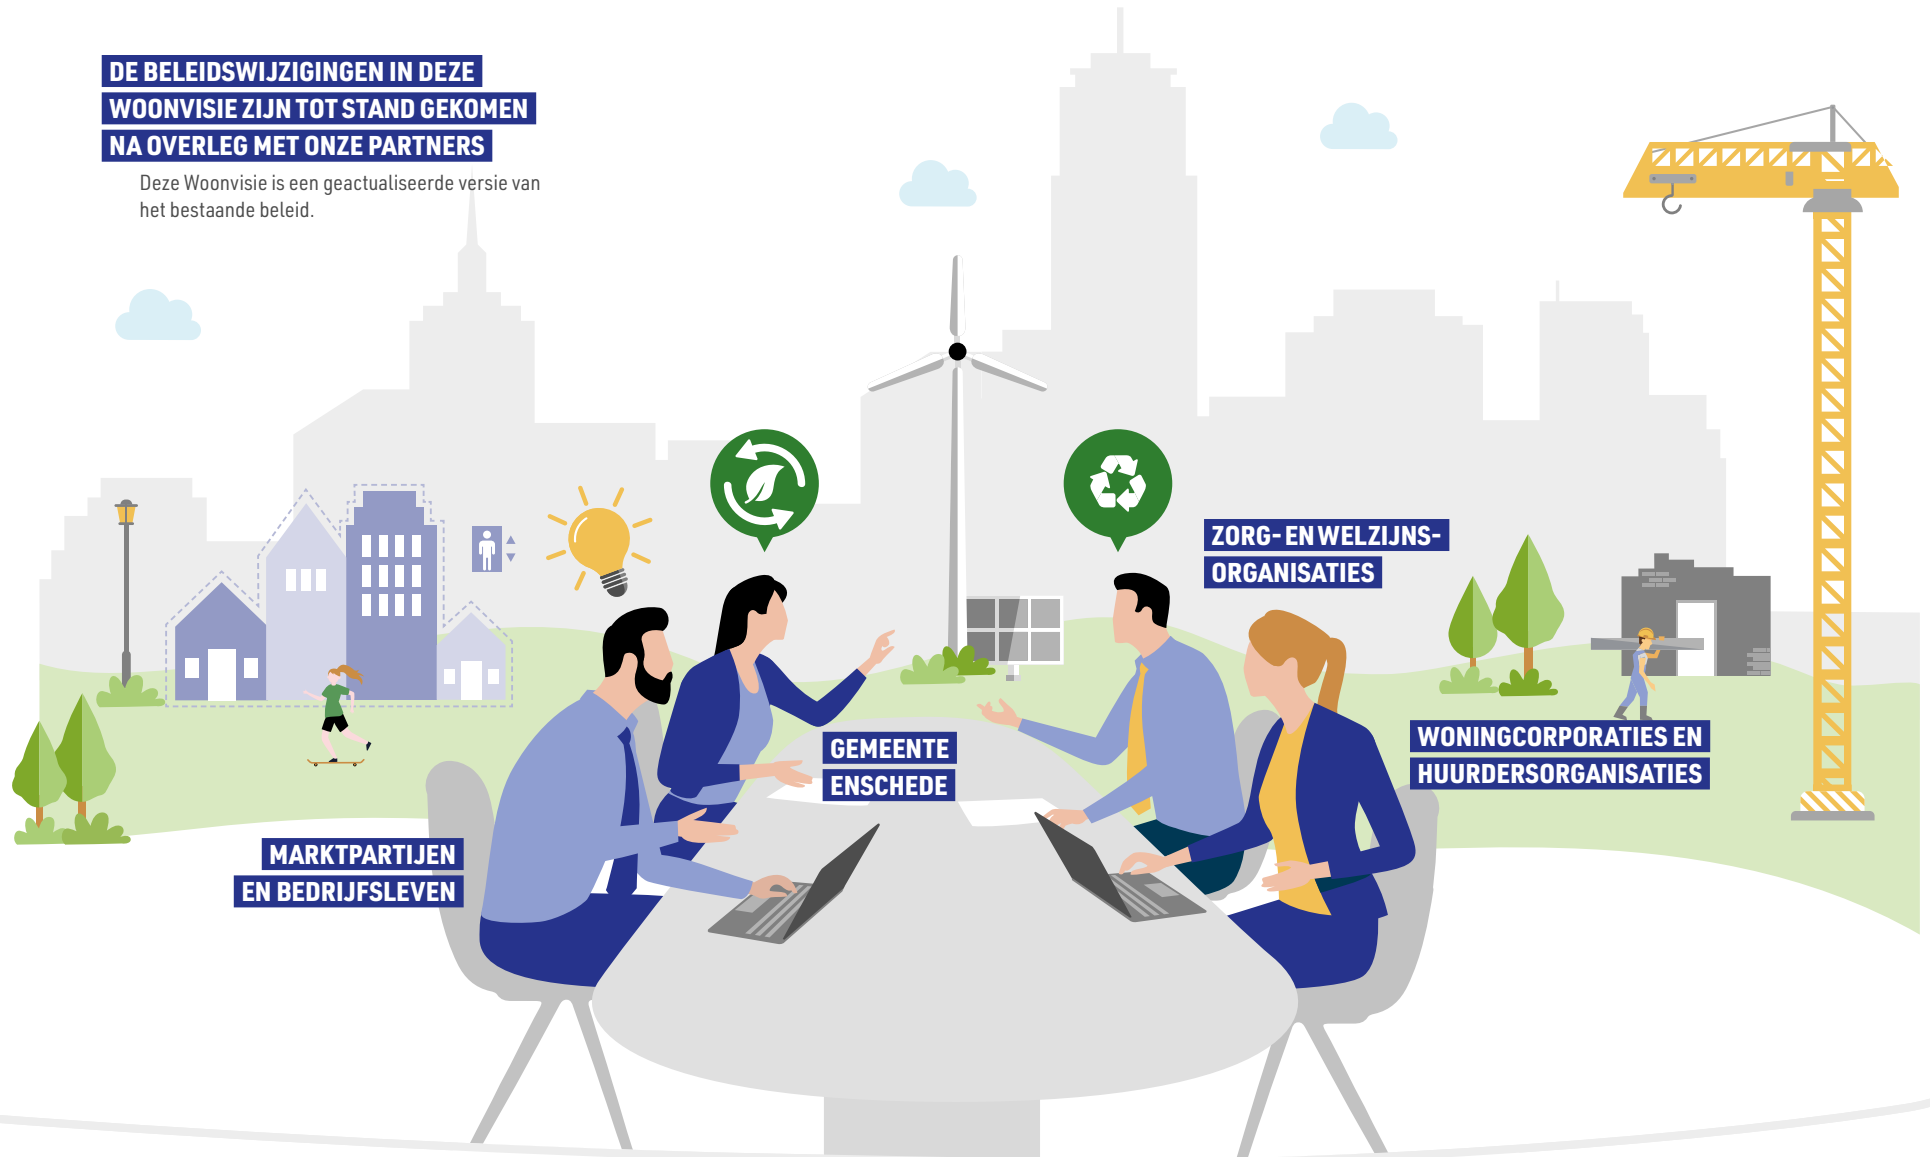 DE BELEIDSWIJZIGINGEN IN DEZE
WOONVISIE ZIJN TOT STAND GEKOMEN
NA OVERLEG MET ONZE PARTNERS
Deze Woonvisie is een geactualiseerde versie van
het bestaande beleid.
ZORG- EN WELZIJNS-
ORGANISATIES
GEMEENTE
ENSCHEDE
WONINGCORPORATIES EN
HUURDERSORGANISATIES
MARKTPARTIJEN
EN BEDRIJFSLEVEN